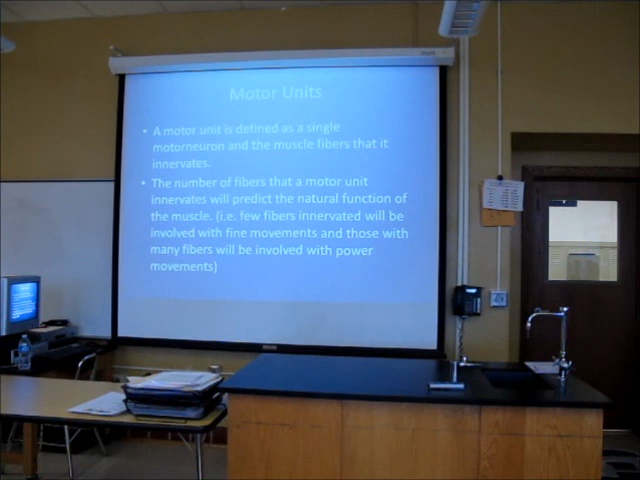 Motor Units
• A motor unit is defined as a single
motorneuron and the muscle fibers that it
innervates.
• The number of fibers that a motor unit
innervates will predict the natural function of
the muscle. (i.e. few fibers innervated will be
involved with fine movements and those with
many fibers will be involved with power
movements)